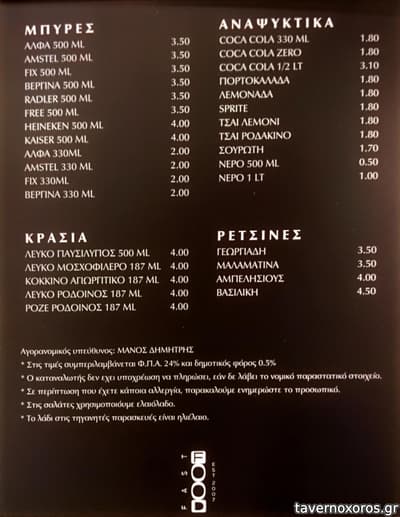 ΜΠΥΡΕΣ
ΑΛΦΑ 500 ML 3.50
AMSTEL 500 ML 3.50
FIX 500 ML 3.50
ΒΕΡΓΙΝΑ 500 ML 3.50
RADLER 500 ML 3.50
FREE 500 ML 3.50
HEINEKEN 500 ML 4.00
KAISER 500 ML 4.00
ΑΛΦΑ 330ML 2.00
AMSTEL 330 ML 2.00
FIX 330ML 2.00
ΒΕΡΓΙΝΑ 330 ML 2.00
ΑΝΑΨΥΚΤΙΚΑ
COCA COLA 330 ML 1.80
COCA COLA ZERO 1.80
COCA COLA 1/2 LT 3.10
ΠΟΡΤΟΚΑΛΑΔΑ 1.80
ΛΕΜΟΝΑΔΑ 1.80
SPRITE 1.80
ΤΣΑΙ ΛΕΜΟΝΙ 1.80
ΤΣΑΙ ΡΟΔΑΚΙΝΟ 1.80
ΣΟΥΡΩΤΗ 1.70
ΝΕΡΟ 500 ML 0.50
ΝΕΡΟ 1 LT 1.00
ΚΡΑΣΙΑ
ΛΕΥΚΟ ΠΑΥΣΙΛΥΠΟΣ 500 ML 4.00
ΛΕΥΚΟ ΜΟΣΧΟΦΙΛΕΡΟ 187 ML 4.00
ΚΟΚΚΙΝΟ ΑΓΙΩΡΓΙΤΙΚΟ 187 ML 4.00
ΛΕΥΚΟ ΡΟΔΟΙΝΟΣ 187 ML 4.00
ΡΟΖΕ ΡΟΔΟΙΝΟΣ 187 ML 4.00
ΡΕΤΣΙΝΕΣ
ΓΕΩΡΓΙΑΔΗ 3.50
ΜΑΛΑΜΑΤΙΝΑ 3.50
ΑΜΠΕΛΗΣΙΟΥΣ 4.00
ΒΑΣΙΛΙΚΗ 4.50
Αγορανομικός υπεύθυνος: ΜΑΝΟΣ ΔΗΜΗΤΡΗΣ
* Στις τιμές συμπεριλαμβάνεται Φ.Π.Α. 24% και δημοτικός φόρος 0.5%
* Ο καταναλωτής δεν εχει υποχρέωση να πληρώσει, εάν δε λάβει το νομικό παραστατικό στοιχείο.
* Σε περίπτωση που έχετε κάποια αλλεργία, παρακαλούμε ενημερώστε το προσωπικό.
* Στις σαλάτες χρησιμοποιούμε ελαιόλαδο.
* Το λάδι στις τηγανητές παρασκευές είναι ηλιέλαιο.
FAST FOOD
EST 2007
tavernoxoros.gr